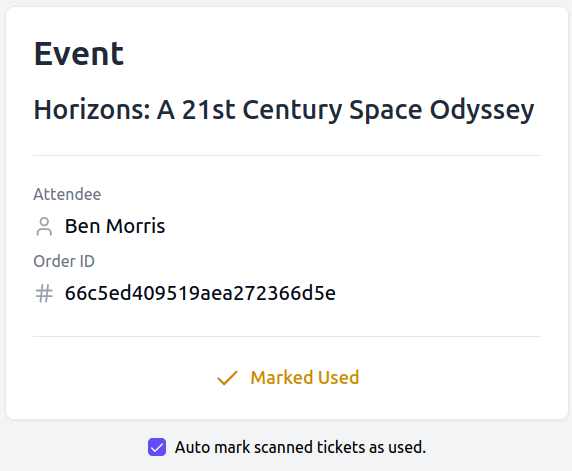 Event
Horizons: A 21st Century Space Odyssey
Attendee
Ben Morris
Order ID
66c5ed409519aea272366d5e
Marked Used
Auto mark scanned tickets as used.